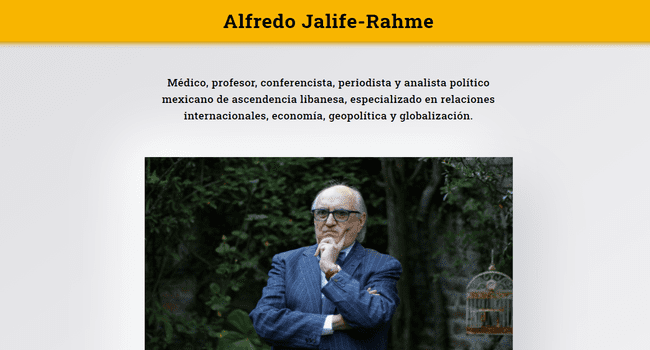 Alfredo Jalife-Rahme
Médico, profesor, conferencista, periodista y analista político
mexicano de ascendencia libanesa, especializado en relaciones
internacionales, economía, geopolítica y globalización.